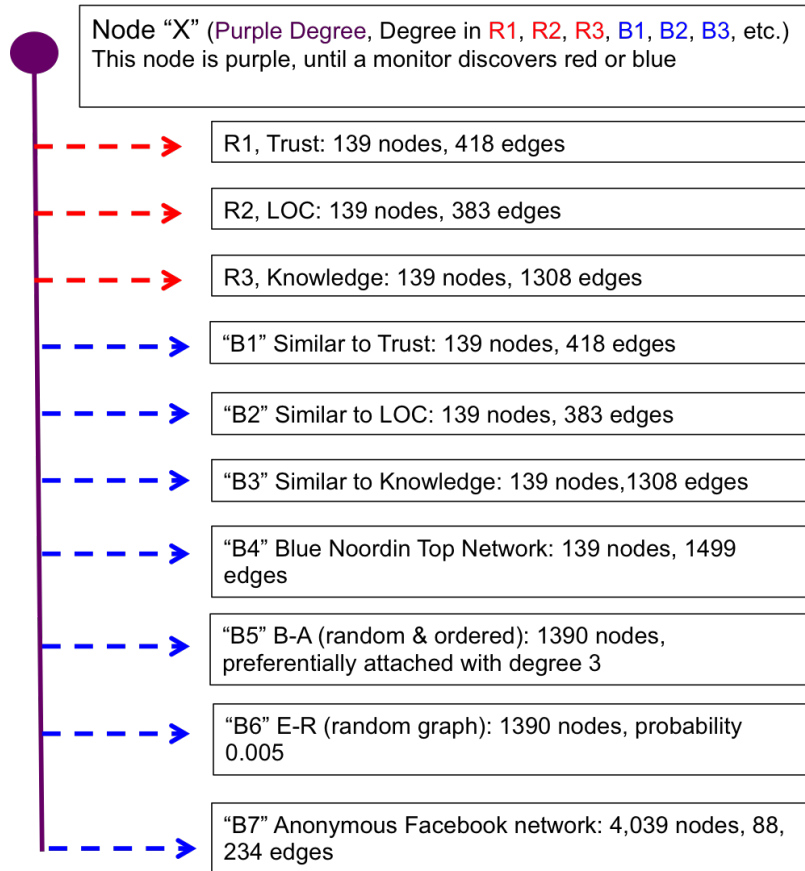 Node “X” (Purple Degree, Degree in R1, R2, R3, B1, B2, B3, etc.)
This node is purple, until a monitor discovers red or blue
R1, Trust: 139 nodes, 418 edges
R2, LOC: 139 nodes, 383 edges
R3, Knowledge: 139 nodes, 1308 edges
“B1” Similar to Trust: 139 nodes, 418 edges
“B2” Similar to LOC: 139 nodes, 383 edges
“B3” Similar to Knowledge: 139 nodes,1308 edges
“B4” Blue Noordin Top Network: 139 nodes, 1499
edges
“B5” B-A (random & ordered): 1390 nodes,
preferentially attached with degree 3
“B6” E-R (random graph): 1390 nodes, probability
0.005
“B7” Anonymous Facebook network: 4,039 nodes, 88,
234 edges